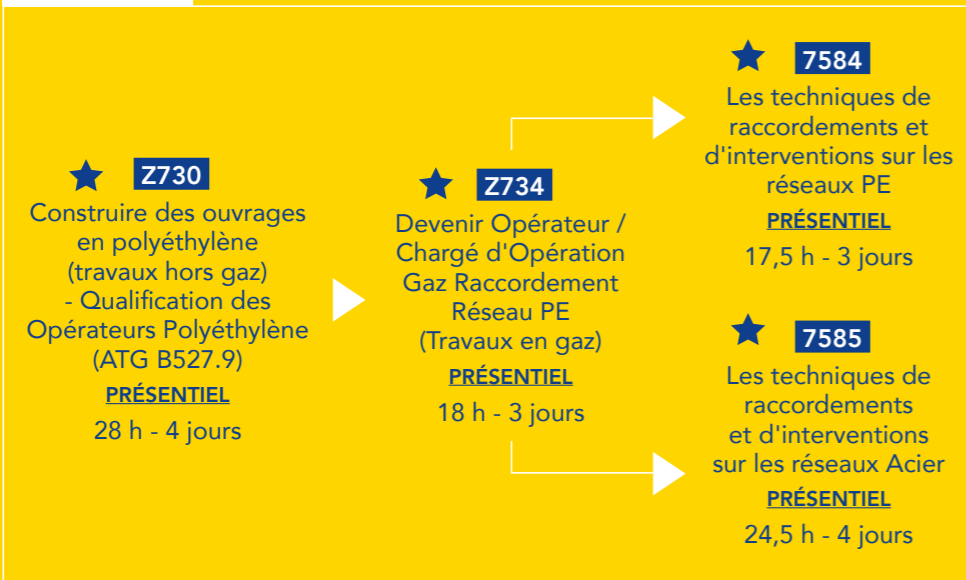 Z730
Construire des ouvrages
en polyéthylène
(travaux hors gaz)
- Qualification des
Opérateurs Polyéthylène
(ATG B527.9)
PRÉSENTIEL
28 h - 4 jours
Z734
Devenir Opérateur /
Chargé d'Opération
Gaz Raccordement
Réseau PE
(Travaux en gaz)
PRÉSENTIEL
18 h - 3 jours
7584
Les techniques de
raccordements et
d'interventions sur les
réseaux PE
PRÉSENTIEL
17,5 h - 3 jours
7585
Les techniques de
raccordements
et d'interventions
sur les réseaux Acier
PRÉSENTIEL
24,5 h - 4 jours